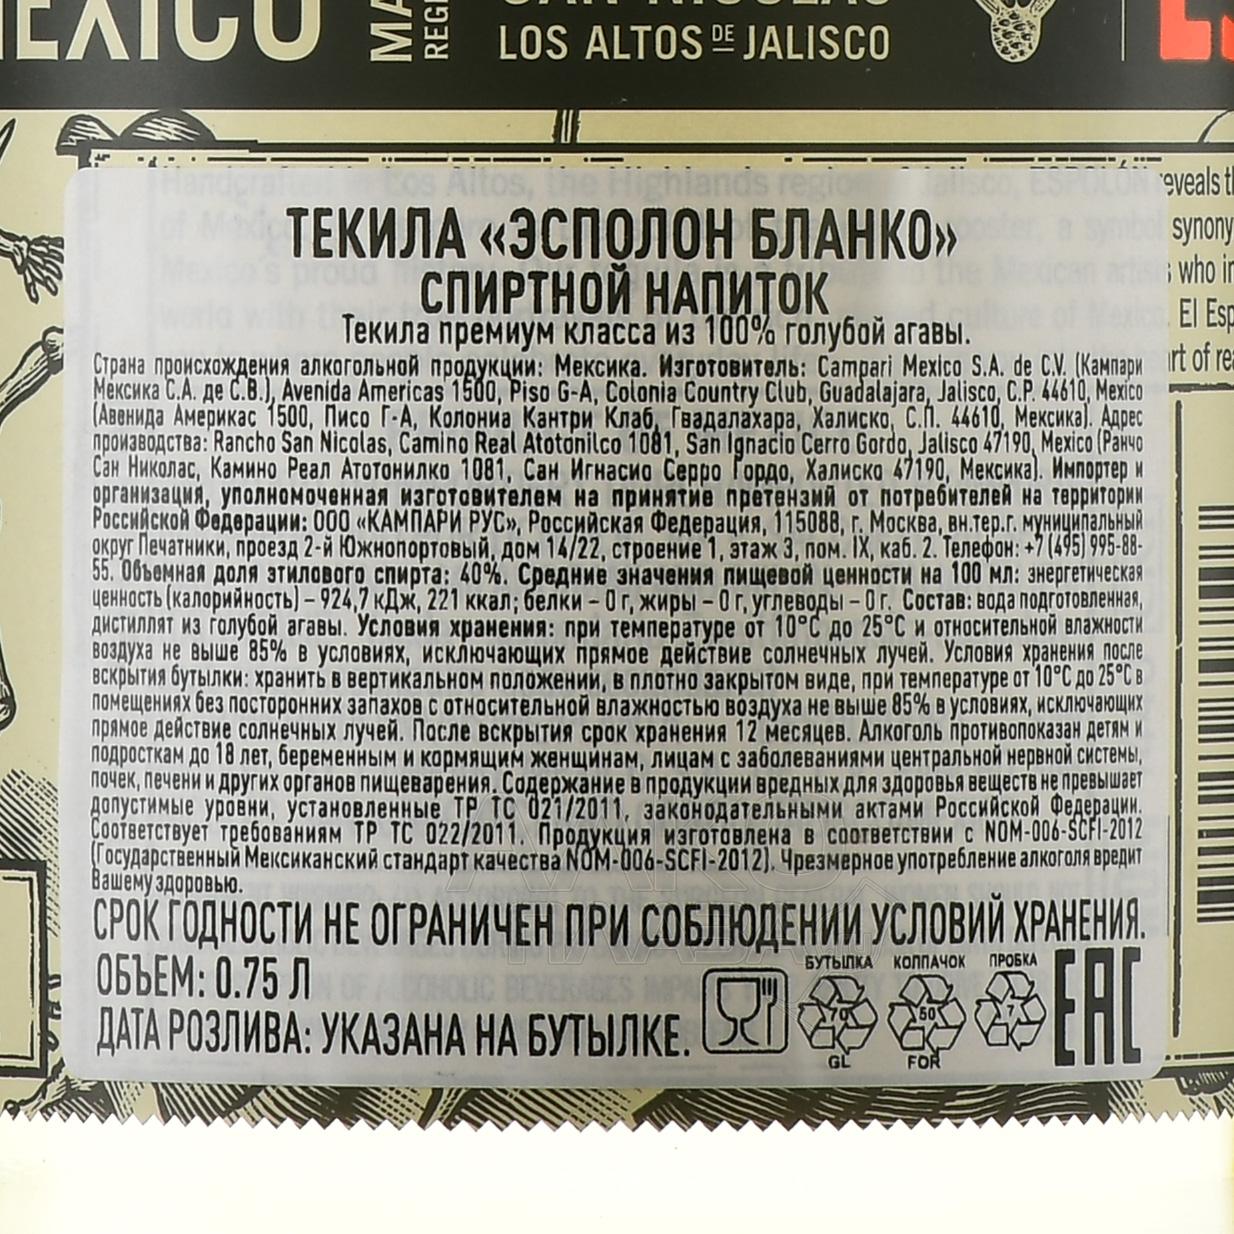 MEXICO
LOS ALTOS DE JALISCO
reveals
synony
who in
El Esp
rt of rea
ТЕКИЛА «ЭСПОЛОН БЛАНКО»
СПИРТНОЙ НАПИТОК
Текила премиум класса из 100% голубой агавы.
Страна происхождения алкогольной продукции: Мексика. Изготовитель: Campari Mexico S.A. de C.V. (Кампари
Мексика С.А. де С.В.), Avenida Americas 1500, Piso G-A, Colonia Country Club, Guadalajara, Jalisco, C.P. 44610, Mexico
(Авенида Америкас 1500, Писо Г-А, Колониа Кантри Клаб, Гвадалахара, Халиско, С.П. 44610, Мексика). Адрес
производства: Rancho San Nicolas, Camino Real Atotonilco 1081, San Ignacio Cerro Gordo, Jalisco 47190, Mexico (Ранчо
Сан Николас, Камино Реал Атотонилко 1081, Сан Игнасио Серро Гордо, Халиско 47190, Мексика). Импортер и
организация, уполномоченная изготовителем на принятие претензий от потребителей на территории
Российской Федерации: ООО «КАМПАРИ РУС», Российская Федерация, 115088, г. Москва, вн.тер.г. муниципальный
округ Печатники, проезд 2-й Южнопортовый, дом 14/22, строение 1, этаж 3, пом. IX, каб. 2. Телефон: +7 (495) 995-88-
55. Объемная доля этилового спирта: 40%. Средние значения пищевой ценности на 100 мл: энергетическая
ценность (калорийность) – 924,7 кДж, 221 ккал; белки – 0 г, жиры – 0 г, углеводы – 0 г. Состав: вода подготовленная,
дистиллят из голубой агавы. Условия хранения: при температуре от 10°C до 25°C и относительной влажности
воздуха не выше 85% в условиях, исключающих прямое действие солнечных лучей. Условия хранения после
вскрытия бутылки: хранить в вертикальном положении, в плотно закрытом виде, при температуре от 10°C до 25°C в
помещениях без посторонних запахов с относительной влажностью воздуха не выше 85% в условиях, исключающих
прямое действие солнечных лучей. После вскрытия срок хранения 12 месяцев. Алкоголь противопоказан детям и
подросткам до 18 лет, беременным и кормящим женщинам, лицам с заболеваниями центральной нервной системы,
почек, печени и других органов пищеварения. Содержание в продукции вредных для здоровья веществ не превышает
допустимые уровни, установленные ТР ТС 021/2011, законодательными актами Российской Федерации.
Соответствует требованиям ТР ТС 022/2011. Продукция изготовлена в соответствии с NOM-006-SCFI-2012
(Государственный Мексиканский стандарт качества NOM-006-SCFI-2012). Чрезмерное употребление алкоголя вредит
Вашему здоровью.
СРОК ГОДНОСТИ НЕ ОГРАНИЧЕН ПРИ СОБЛЮДЕНИИ УСЛОВИЙ ХРАНЕНИЯ.
ОБЪЕМ: 0.75 Л
ДАТА РОЗЛИВА: УКАЗАНА НА БУТЫЛКЕ.
БУТЫЛКА КОЛПАЧОК ПРОБКА
70 50 7
GL FOR
ЕАС